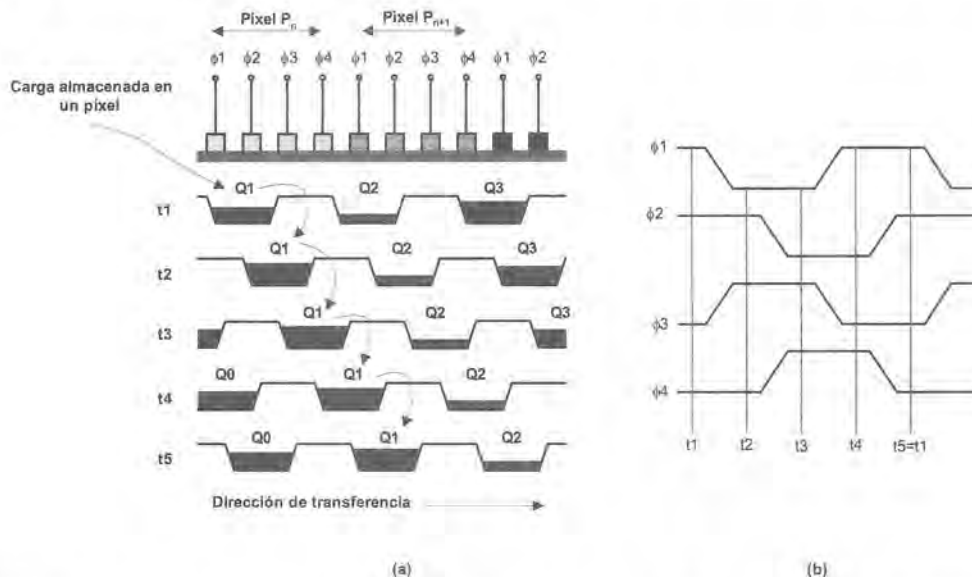 Pixel Pn Pixel Pn+1
ϕ1 ϕ2 ϕ3 ϕ4 ϕ1 ϕ2 ϕ3 ϕ4 ϕ1 ϕ2
Carga almacenada en
un pixel
Q1 Q2 Q3
t1
Q1 Q2 Q3
t2
Q1 Q2 Q3
t3
Q0 Q1 Q2
t4
Q0 Q1 Q2
t5
Dirección de transferencia
(a)
ϕ1
ϕ2
ϕ3
ϕ4
t1 t2 t3 t4 t5=t1
(b)